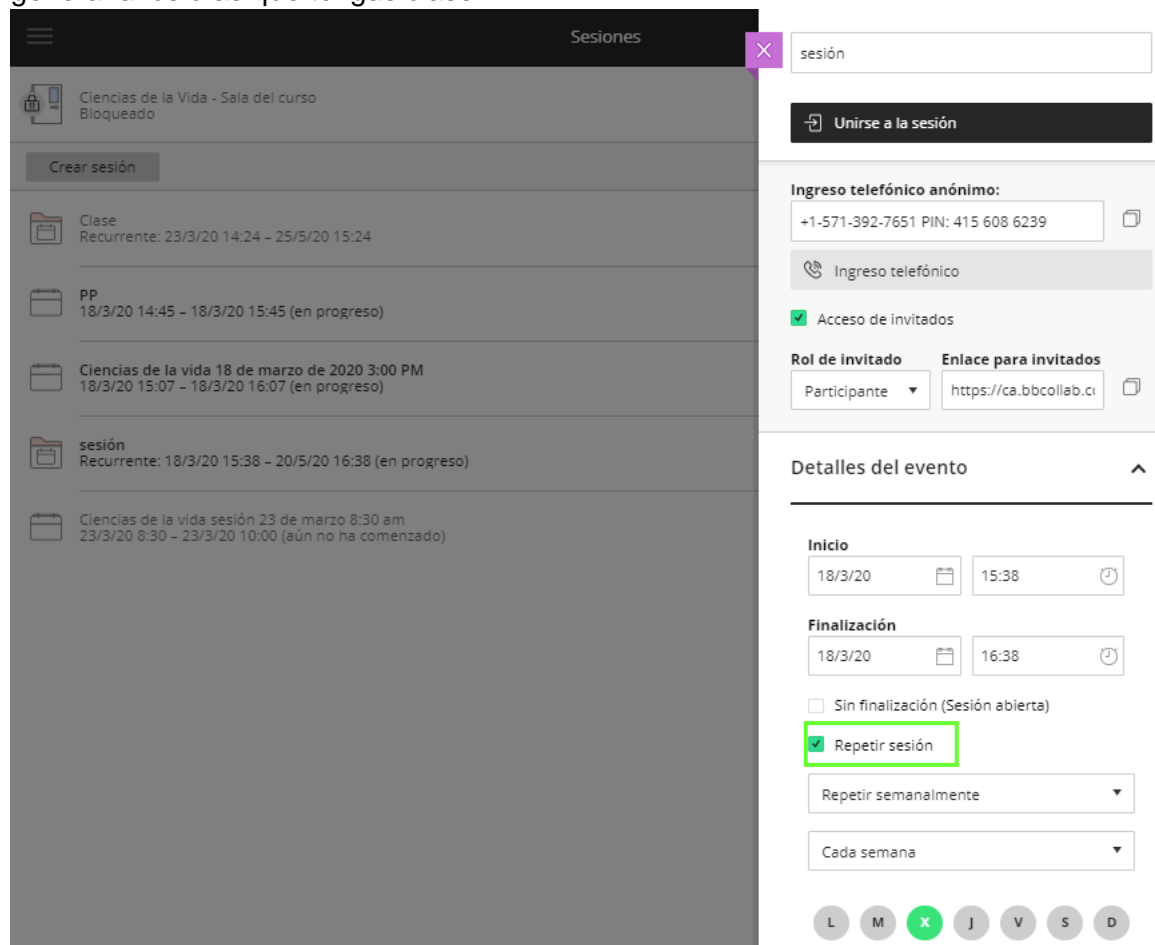 Sesiones
Ciencias de la Vida - Sala del curso
Bloqueado
Crear sesión
Clase
Recurrente: 23/3/20 14:24 – 25/5/20 15:24
PP
18/3/20 14:45 – 18/3/20 15:45 (en progreso)
Ciencias de la vida 18 de marzo de 2020 3:00 PM
18/3/20 15:07 – 18/3/20 16:07 (en progreso)
sesión
Recurrente: 18/3/20 15:38 – 20/5/20 16:38 (en progreso)
Ciencias de la vida sesión 23 de marzo 8:30 am
23/3/20 8:30 – 23/3/20 10:00 (aún no ha comenzado)
sesión
Unirse a la sesión
Ingreso telefónico anónimo:
+1-571-392-7651 PIN: 415 608 6239
Ingreso telefónico
Acceso de invitados
Rol de invitado Enlace para invitados
Participante https://ca.bbcollab.c
Detalles del evento
Inicio
18/3/20 15:38
Finalización
18/3/20 16:38
Sin finalización (Sesión abierta)
Repetir sesión
Repetir semanalmente
Cada semana
L M X J V S D